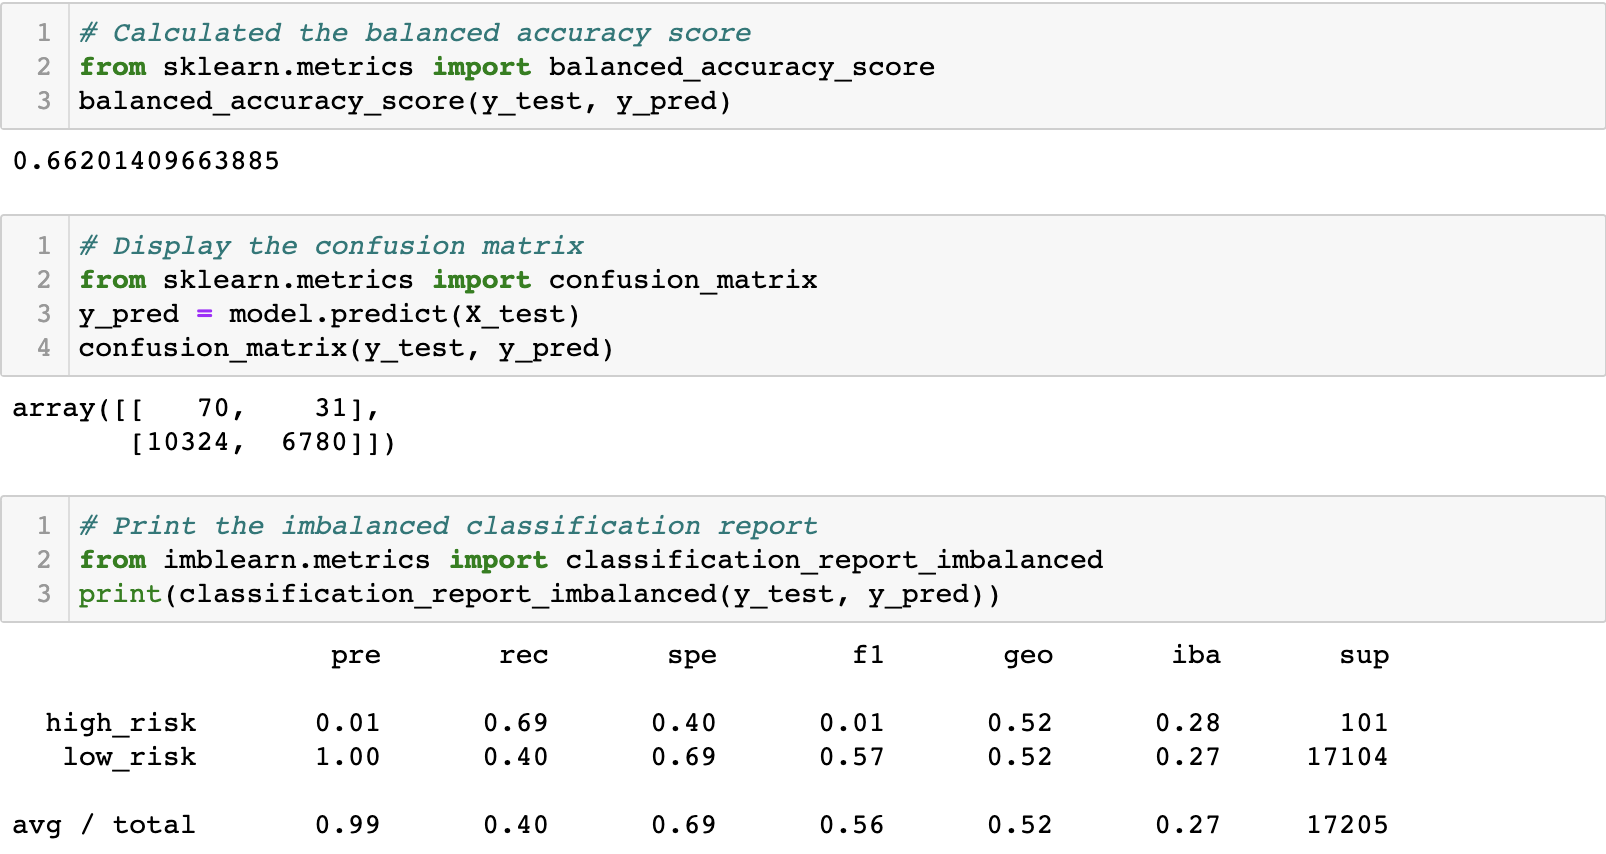 1 # Calculated the balanced accuracy score
2 from sklearn.metrics import balanced_accuracy_score
3 balanced_accuracy_score(y_test, y_pred)
0.66201409663885
1 # Display the confusion matrix
2 from sklearn.metrics import confusion_matrix
3 y_pred = model.predict(X_test)
4 confusion_matrix(y_test, y_pred)
array([[   70,    31],
       [10324,  6780]])
1 # Print the imbalanced classification report
2 from imblearn.metrics import classification_report_imbalanced
3 print(classification_report_imbalanced(y_test, y_pred))
pre rec spe f1 geo iba sup
high_risk 0.01 0.69 0.40 0.01 0.52 0.28 101
low_risk 1.00 0.40 0.69 0.57 0.52 0.27 17104
avg / total 0.99 0.40 0.69 0.56 0.52 0.27 17205